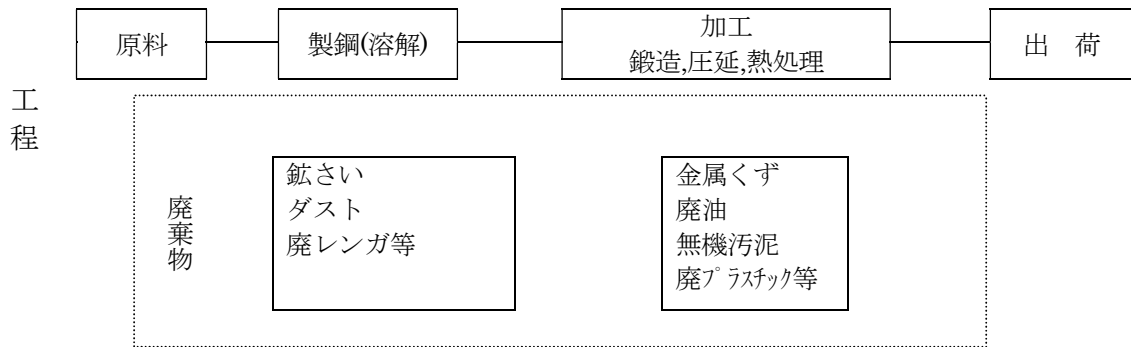 原料
製鋼(溶解)
加工
鍛造,圧延,熱処理
出 荷
工程
廃棄物
鉱さい
ダスト
廃レンガ等
金属くず
廃油
無機汚泥
廃プラスチック等